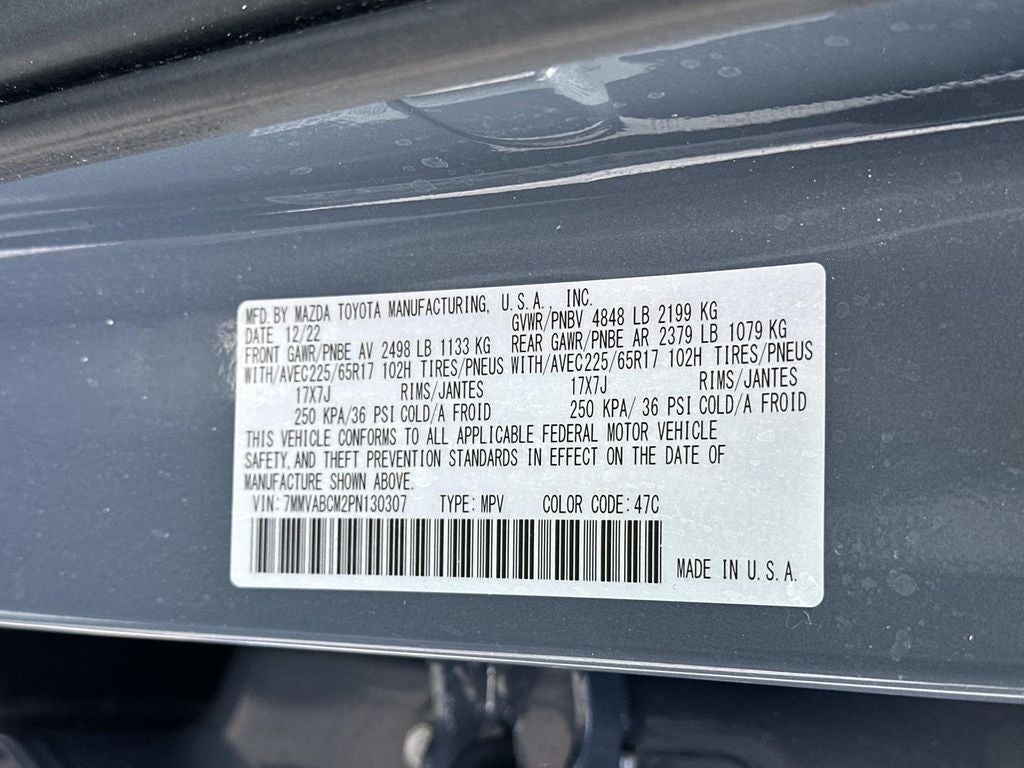 MFD. BY MAZDA TOYOTA MANUFACTURING, U.S.A., INC.
DATE 12/22 GVWR/PNBV 4848 LB 2199 KG
FRONT GAWR/PNBE AV 2498 LB 1133 KG REAR GAWR/PNBE AR 2379 LB 1079 KG
WITH/AVEC225/65R17 102H TIRES/PNEUS WITH/AVEC225/65R17 102H TIRES/PNEUS
17X7J RIMS/JANTES 17X7J RIMS/JANTES
250 KPA/36 PSI COLD/A FROID 250 KPA/ 36 PSI COLD/A FROID
THIS VEHICLE CONFORMS TO ALL APPLICABLE FEDERAL MOTOR VEHICLE
SAFETY, AND THEFT PREVENTION STANDARDS IN EFFECT ON THE DATE OF
MANUFACTURE SHOWN ABOVE.
VIN: 7MMVABCM2PN130307 TYPE: MPV COLOR CODE: 47C
MADE IN U.S.A.